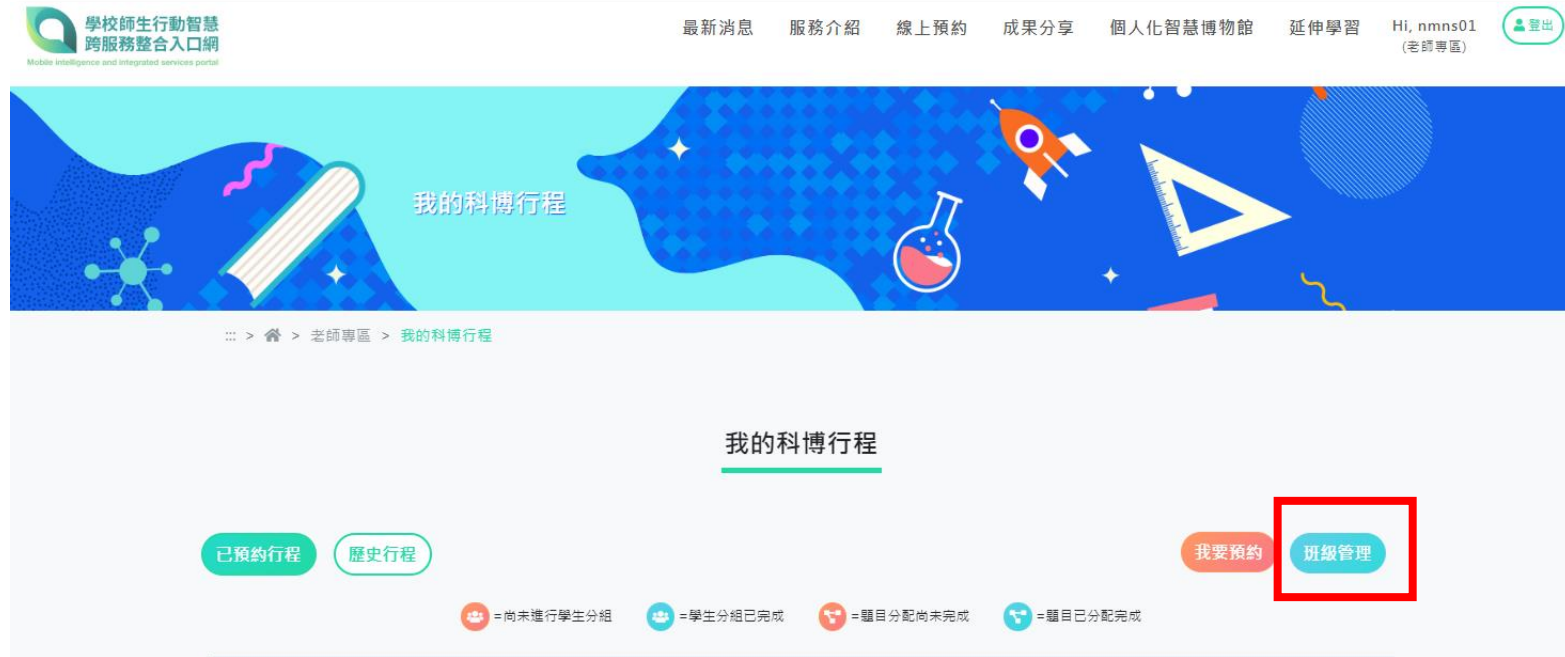 學校師生行動智慧
跨服務整合入口網
Mobile intelligence and integrated services portal
最新消息 服務介紹 線上預約 成果分享 個人化智慧博物館 延伸學習 Hi, nmns01 登出
(老師專區)
我的科博行程
::: > > 老師專區 > 我的科博行程
我的科博行程
已預約行程 歷史行程 我要預約 班級管理
=尚未進行學生分組 =學生分組已完成 =題目分配尚未完成 =題目已分配完成